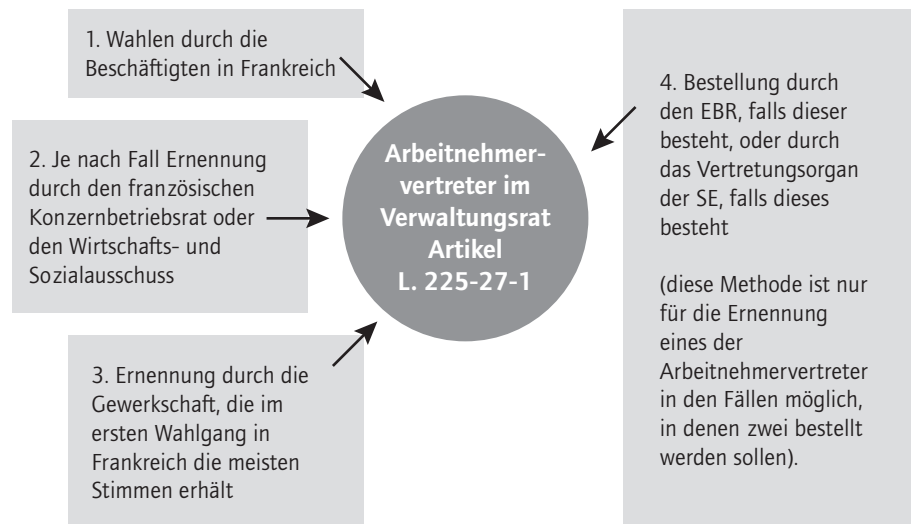 1. Wahlen durch die
Beschäftigten in Frankreich
2. Je nach Fall Ernennung
durch den französischen
Konzernbetriebsrat oder
den Wirtschafts- und
Sozialausschuss
3. Ernennung durch die
Gewerkschaft, die im
ersten Wahlgang in
Frankreich die meisten
Stimmen erhält
Arbeitnehmer-
vertreter im
Verwaltungsrat
Artikel
L. 225-27-1
4. Bestellung durch
den EBR, falls dieser
besteht, oder durch
das Vertretungsorgan
der SE, falls dieses
besteht
(diese Methode ist nur
für die Ernennung
eines der
Arbeitnehmervertreter
in den Fällen möglich,
in denen zwei bestellt
werden sollen).